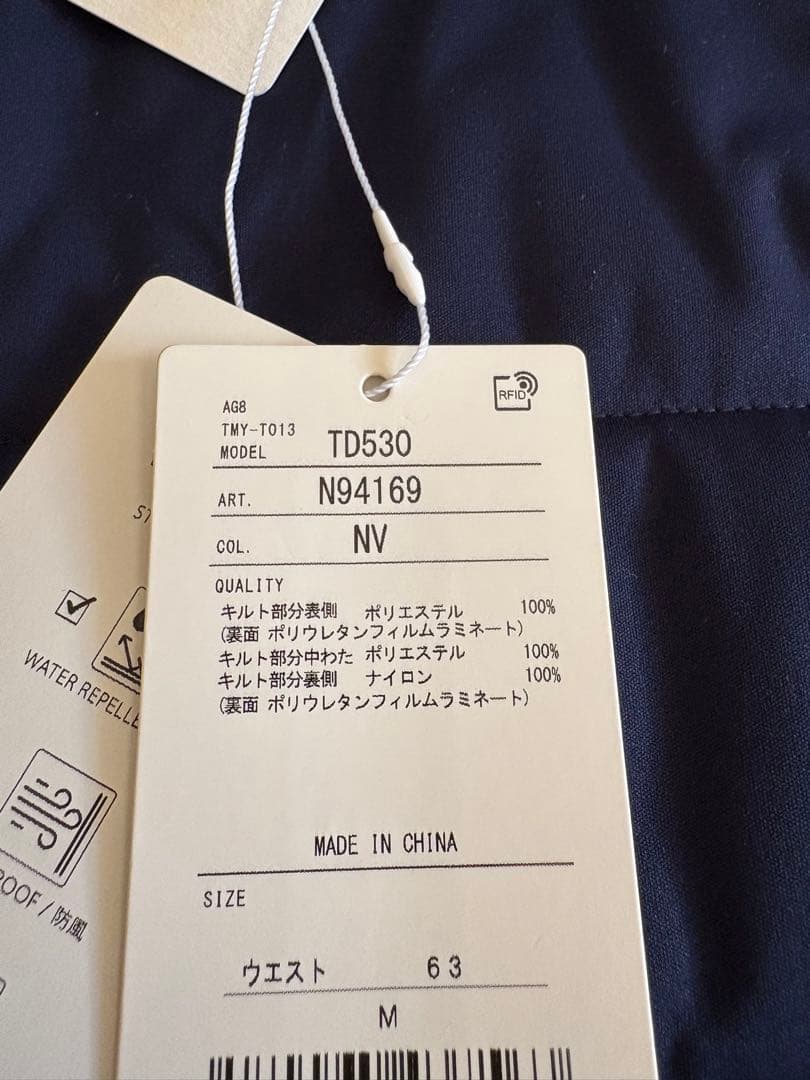 RFID
AG8
TMY-T013
MODEL TD530
ART. N94169
COL. NV
QUALITY
キルト部分表側 ポリエステル 100%
(裏面 ポリウレタンフィルムラミネート)
キルト部分中わた ポリエステル 100%
キルト部分裏側 ナイロン 100%
(裏面 ポリウレタンフィルムラミネート)
MADE IN CHINA
SIZE
ウエスト 63
M
WATER REPELLE
/ 防風